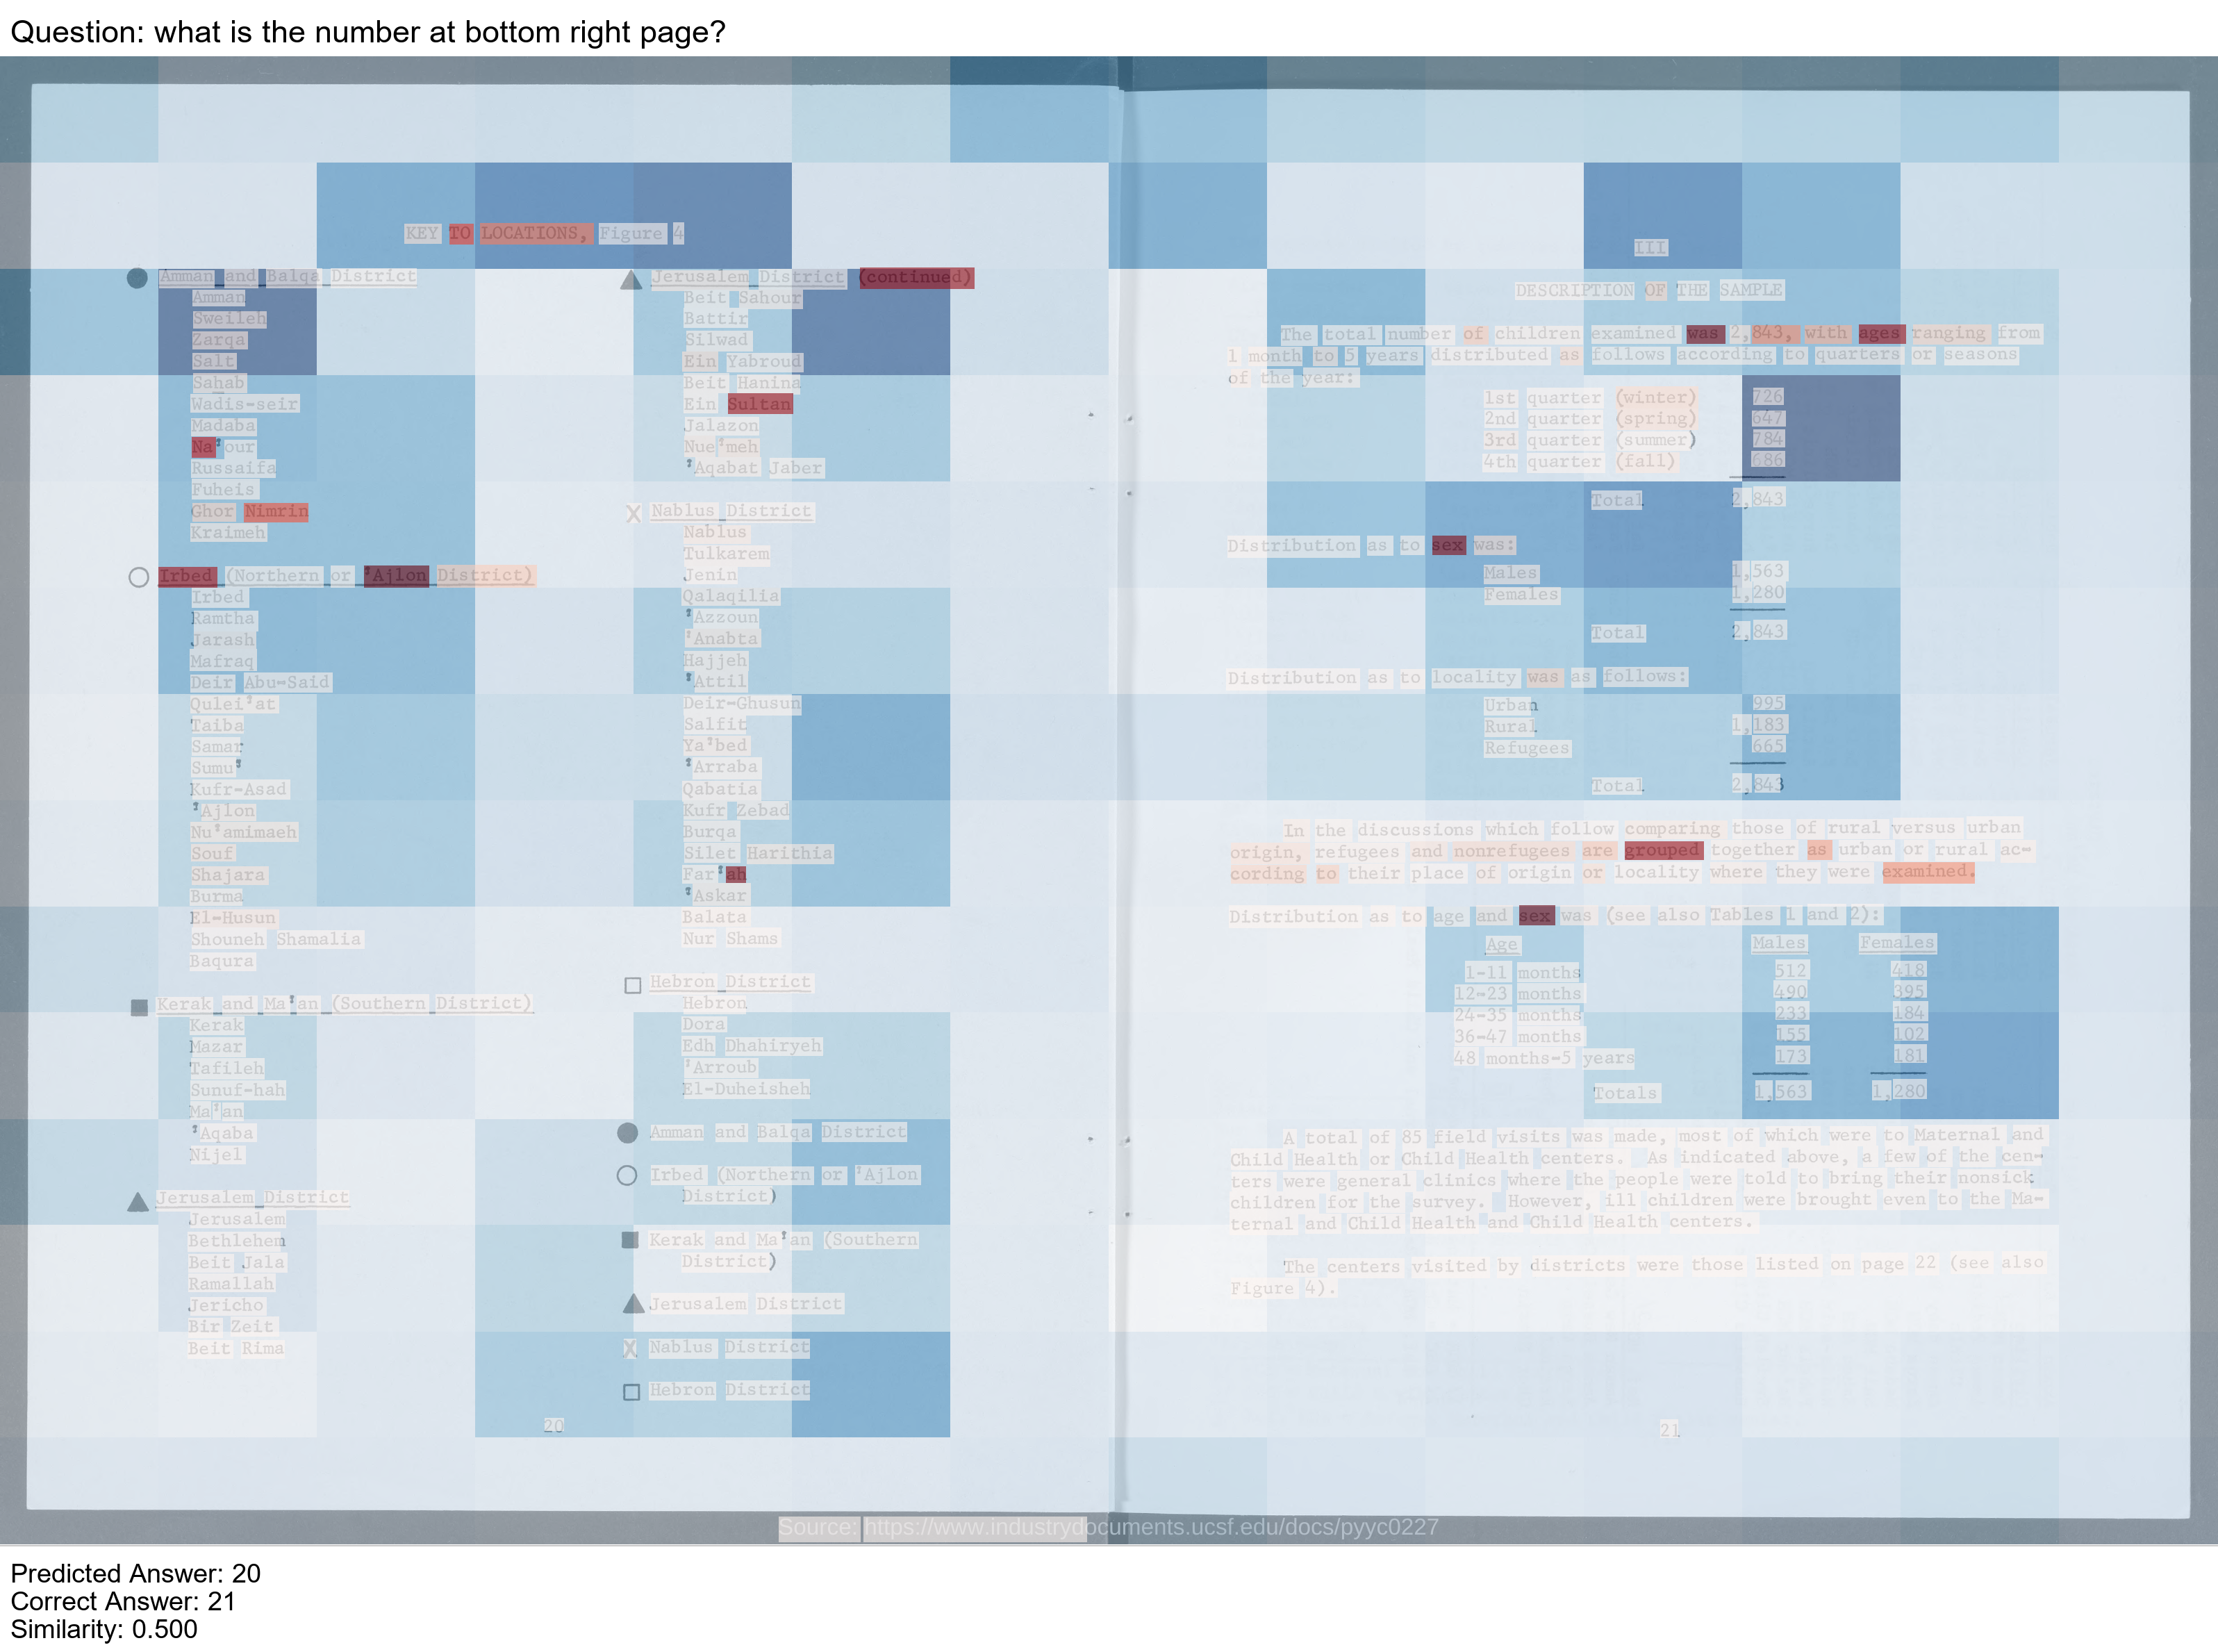 Question: what is the number at bottom right page?
KEY TO LOCATIONS, Figure 4
Amman and Balqa District
Amman
Sweileh
Zarqa
Salt
Sahab
Wadis-seir
Madaba
Na'our
Russaifa
Fuheis
Ghor Nimrin
Kraimeh
Irbed (Northern or 'Ajlon District)
Irbed
Ramtha
Jarash
Mafraq
Deir Abu-Said
Qulei'at
Taiba
Samar
Sumu'
Kufr-Asad
'Ajlon
Nu'amimaeh
Souf
Shajara
Burma
El-Husun
Shouneh Shamalia
Baqura
Kerak and Ma'an (Southern District)
Kerak
Mazar
Tafileh
Sunuf-hah
Ma'an
'Aqaba
Nijel
Jerusalem District
Jerusalem
Bethlehem
Beit Jala
Ramallah
Jericho
Bir Zeit
Beit Rima
Jerusalem District (continued)
Beit Sahour
Battir
Silwad
Ein Yabroud
Beit Hanina
Ein Sultan
Jalazon
Nue'meh
'Aqabat Jaber
X Nablus District
Nablus
Tulkarem
Jenin
Qalaqilia
'Azzoun
'Anabta
Hajjeh
'Attil
Deir-Ghusun
Salfit
Ya'bed
'Arraba
Qabatia
Kufr Zebad
Burqa
Silet Harithia
Far'ah
'Askar
Balata
Nur Shams
Hebron District
Hebron
Dora
Edh Dhahiryeh
'Arroub
El-Duheisheh
Amman and Balqa District
Irbed (Northern or 'Ajlon
District)
Kerak and Ma'an (Southern
District)
Jerusalem District
X Nablus District
Hebron District
20
III
DESCRIPTION OF THE SAMPLE
The total number of children examined was 2,843, with ages ranging from
1 month to 5 years distributed as follows according to quarters or seasons
of the year:
1st quarter (winter) 726
2nd quarter (spring) 647
3rd quarter (summer) 784
4th quarter (fall) 686
Total 2,843
Distribution as to sex was:
Males 1,563
Females 1,280
Total 2,843
Distribution as to locality was as follows:
Urban 995
Rural 1,183
Refugees 665
Total 2,843
In the discussions which follow comparing those of rural versus urban
origin, refugees and nonrefugees are grouped together as urban or rural ac-
cording to their place of origin or locality where they were examined.
Distribution as to age and sex was (see also Tables 1 and 2):
Age Males Females
1-11 months 512 418
12-23 months 490 395
24-35 months 233 184
36-47 months 155 102
48 months-5 years 173 181
Totals 1,563 1,280
A total of 85 field visits was made, most of which were to Maternal and
Child Health or Child Health centers. As indicated above, a few of the cen-
ters were general clinics where the people were told to bring their nonsick
children for the survey. However, ill children were brought even to the Ma-
ternal and Child Health and Child Health centers.
The centers visited by districts were those listed on page 22 (see also
Figure 4).
21
Source: https://www.industrydocuments.ucsf.edu/docs/pyyc0227
Predicted Answer: 20
Correct Answer: 21
Similarity: 0.500